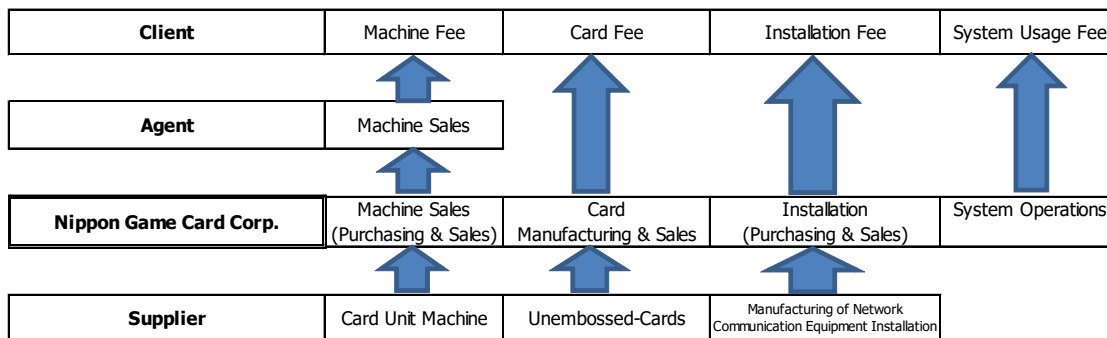 Client Machine Fee Card Fee Installation Fee System Usage Fee
Agent Machine Sales
Nippon Game Card Corp. Machine Sales (Purchasing & Sales) Card Manufacturing & Sales Installation (Purchasing & Sales) System Operations
Supplier Card Unit Machine Unembossed-Cards Manufacturing of Network Communication Equipment Installation